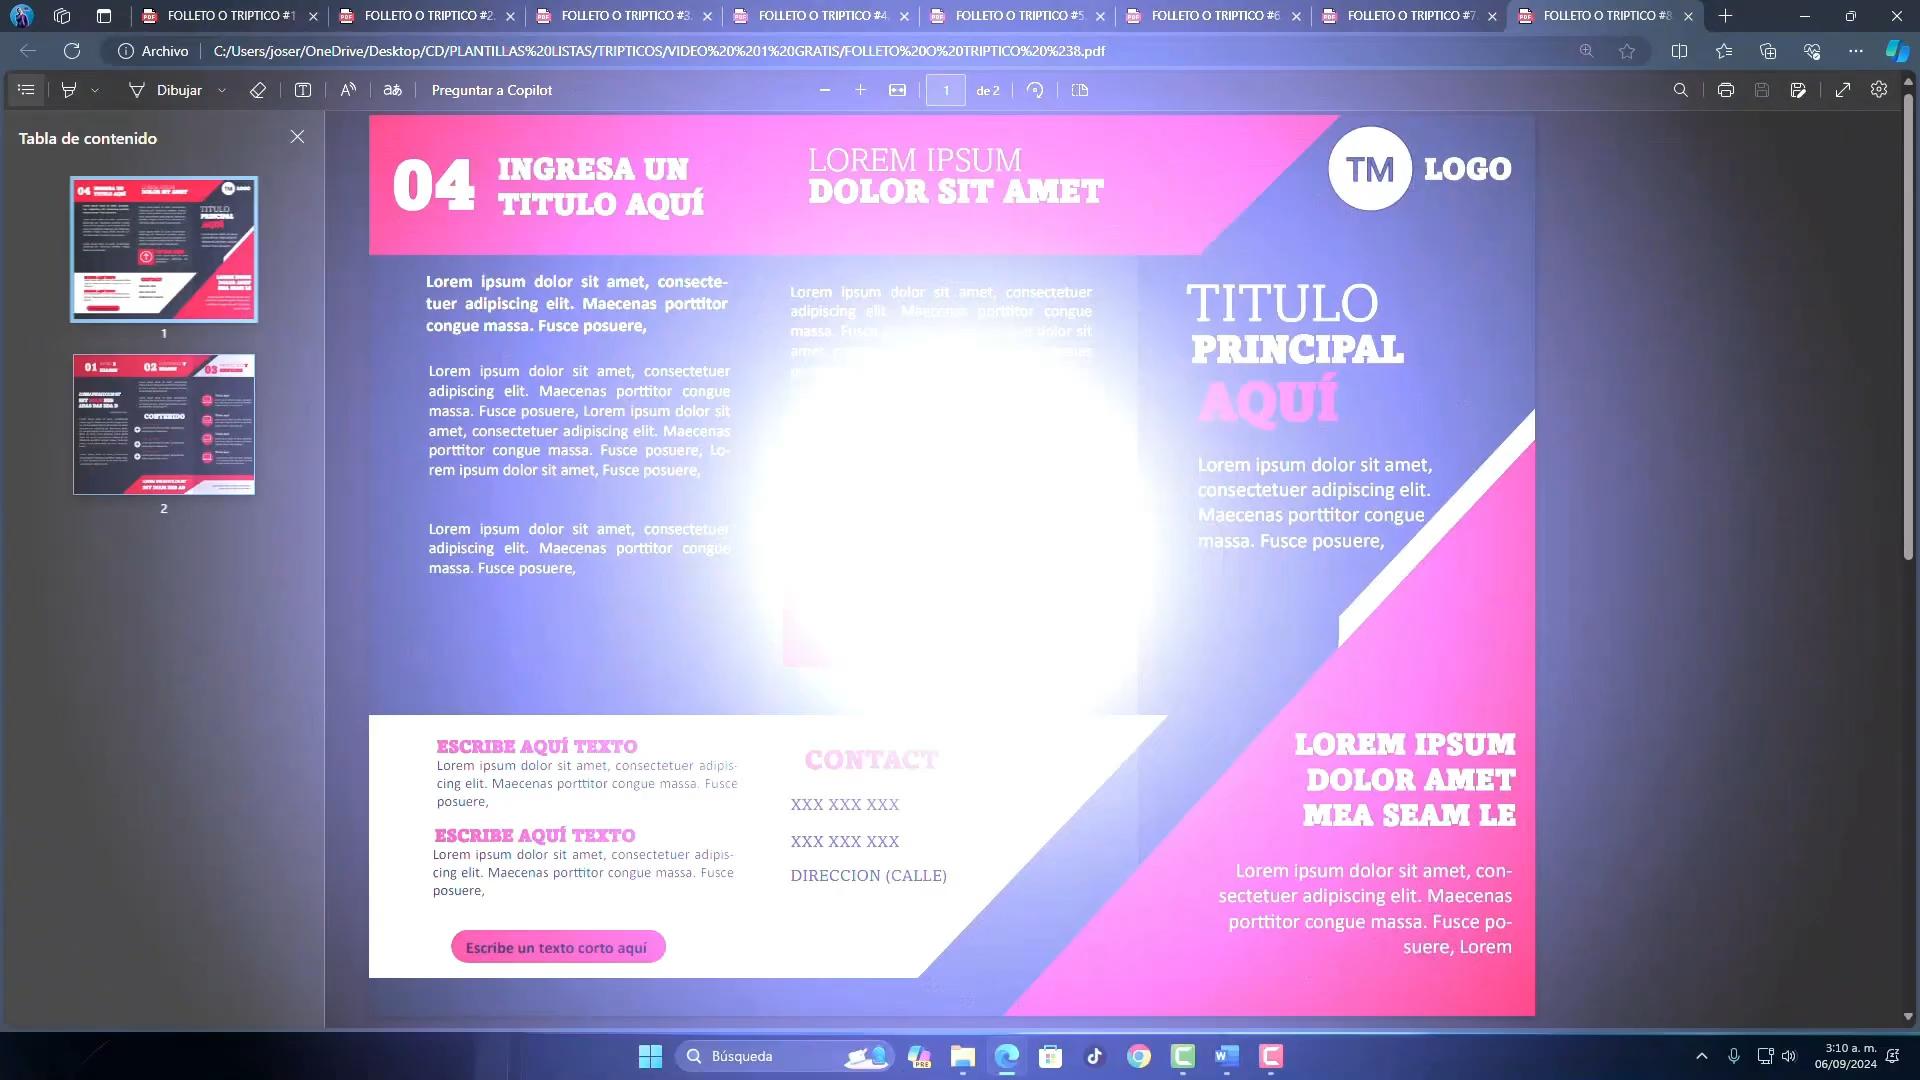 FOLLETO O TRIPTICO #1
FOLLETO O TRIPTICO #2.
FOLLETO O TRIPTICO #3.
FOLLETO O TRIPTICO #4.
FOLLETO O TRIPTICO #5.
FOLLETO O TRIPTICO #6.
FOLLETO O TRIPTICO #7.
FOLLETO O TRIPTICO #8
Archivo
C:/Users/joser/OneDrive/Desktop/CD/PLANTILLAS%20LISTAS/TRIPTICOS/VIDEO%20%201%20GRATIS/FOLLETO%20O%20TRIPTICO%20%238.pdf
Dibujar
aあ
Preguntar a Copilot
1
de 2
Tabla de contenido
1
2
04
INGRESA UN
TITULO AQUÍ
LOREM IPSUM
DOLOR SIT AMET
TM
LOGO
Lorem ipsum dolor sit amet, consecte-
tuer adipiscing elit. Maecenas porttitor
congue massa. Fusce posuere,
Lorem ipsum dolor sit amet, consectetuer
adipiscing elit. Maecenas porttitor congue
massa. Fusce posuere, Lorem ipsum dolor sit
amet, consectetuer adipiscing elit. Maecenas
porttitor congue massa. Fusce posuere, Lo-
rem ipsum dolor sit amet, Fusce posuere,
Lorem ipsum dolor sit amet, consectetuer
adipiscing elit. Maecenas porttitor congue
massa. Fusce posuere,
Lorem ipsum dolor sit amet, consectetuer
adipiscing elit. Maecenas porttitor congue
massa. Fusce dolor sit
amet
TITULO
PRINCIPAL
AQUÍ
Lorem ipsum dolor sit amet,
consectetuer adipiscing elit.
Maecenas porttitor congue
massa. Fusce posuere,
ESCRIBE AQUÍ TEXTO
Lorem ipsum dolor sit amet, consectetuer adipis-
cing elit. Maecenas porttitor congue massa. Fusce
posuere,
ESCRIBE AQUÍ TEXTO
Lorem ipsum dolor sit amet, consectetuer adipis-
cing elit. Maecenas porttitor congue massa. Fusce
posuere,
Escribe un texto corto aquí
CONTACT
XXX XXX XXX
XXX XXX XXX
DIRECCION (CALLE)
LOREM IPSUM
DOLOR AMET
MEA SEAM LE
Lorem ipsum dolor sit amet, con-
sectetuer adipiscing elit. Maecenas
porttitor congue massa. Fusce po-
suere, Lorem
Búsqueda
PRE
3:10 a. m.
06/09/2024